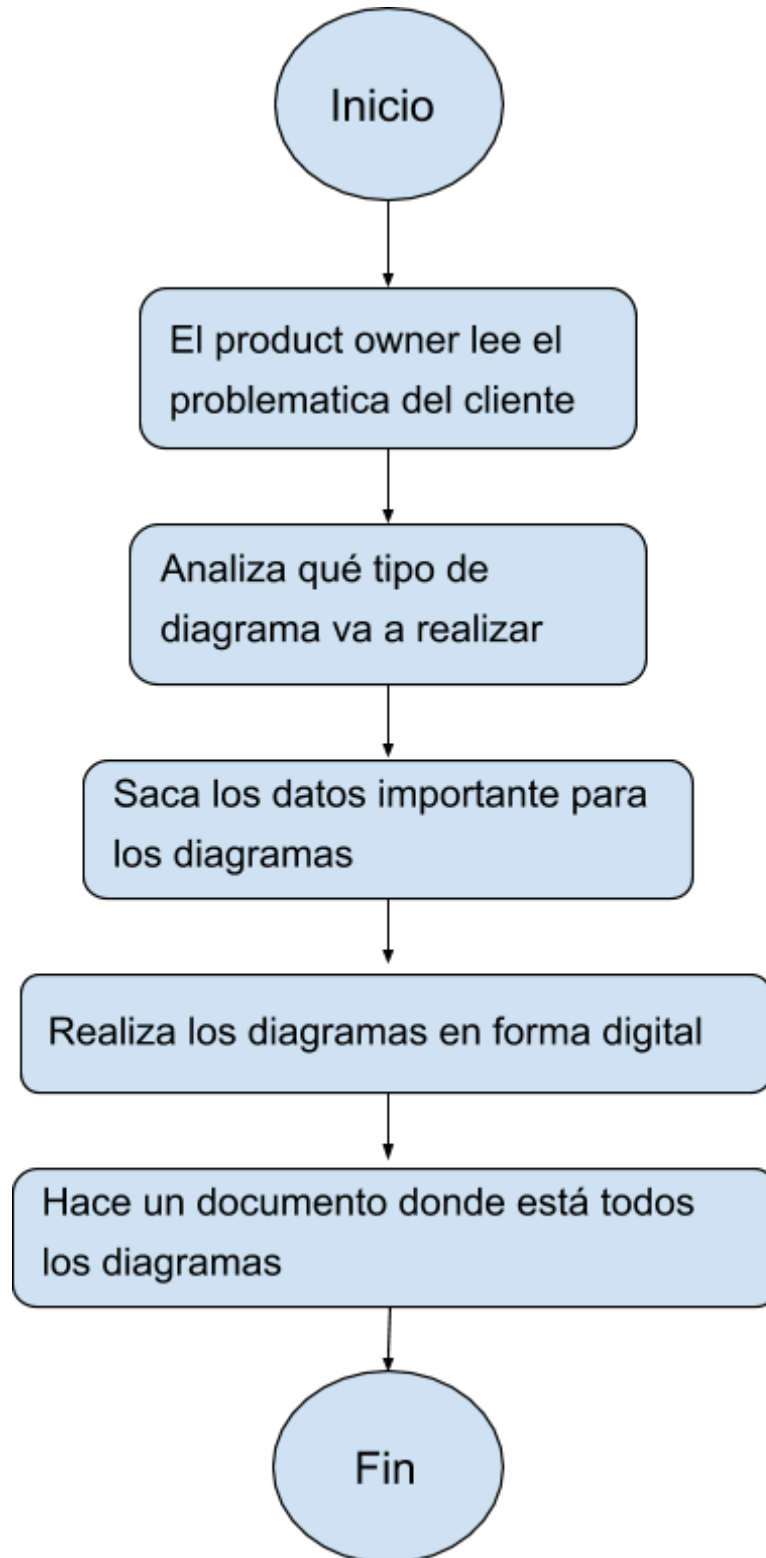 Inicio
El product owner lee el
problematica del cliente
Analiza qué tipo de
diagrama va a realizar
Saca los datos importante para
los diagramas
Realiza los diagramas en forma digital
Hace un documento donde está todos
los diagramas
Fin